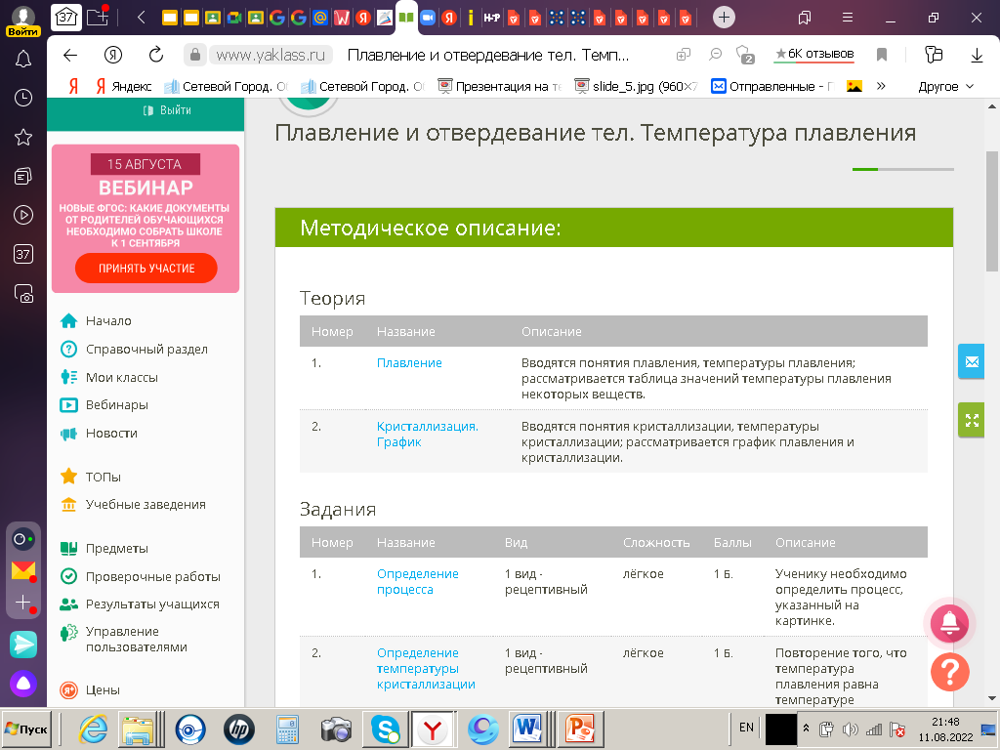 37
Войти
www.yaklass.ru
Плавление и отвердевание тел. Темп...
2
6К отзывов
Яндекс
Сетевой Город. О
Сетевой Город. О
Презентация на т
slide_5.jpg (960×7
Отправленные - Г
Другое
Выйти
15 АВГУСТА
ВЕБИНАР
НОВЫЕ ФГОС: КАКИЕ ДОКУМЕНТЫ
ОТ РОДИТЕЛЕЙ ОБУЧАЮЩИХСЯ
НЕОБХОДИМО СОБРАТЬ ШКОЛЕ
К 1 СЕНТЯБРЯ
ПРИНЯТЬ УЧАСТИЕ
37
Начало
Справочный раздел
Мои классы
Вебинары
Новости
ТОПы
Учебные заведения
Предметы
Проверочные работы
Результаты учащихся
Управление
пользователями
Цены
Плавление и отвердевание тел. Температура плавления
Методическое описание:
Теория
Номер Название Описание
1. Плавление Вводятся понятия плавления, температуры плавления;
рассматривается таблица значений температуры плавления
некоторых веществ.
2. Кристаллизация. Вводятся понятия кристаллизации, температуры
График кристаллизации; рассматривается график плавления и
кристаллизации.
Задания
Номер Название Вид Сложность Баллы Описание
1. Определение 1 вид - лёгкое 1 Б. Ученику необходимо
процесса рецептивный определить процесс,
указанный на
картинке.
2. Определение 1 вид - лёгкое 1 Б. Повторение того, что
температуры рецептивный температура
кристаллизации плавления равна
температуре
Пуск
EN
21:48
11.08.2022